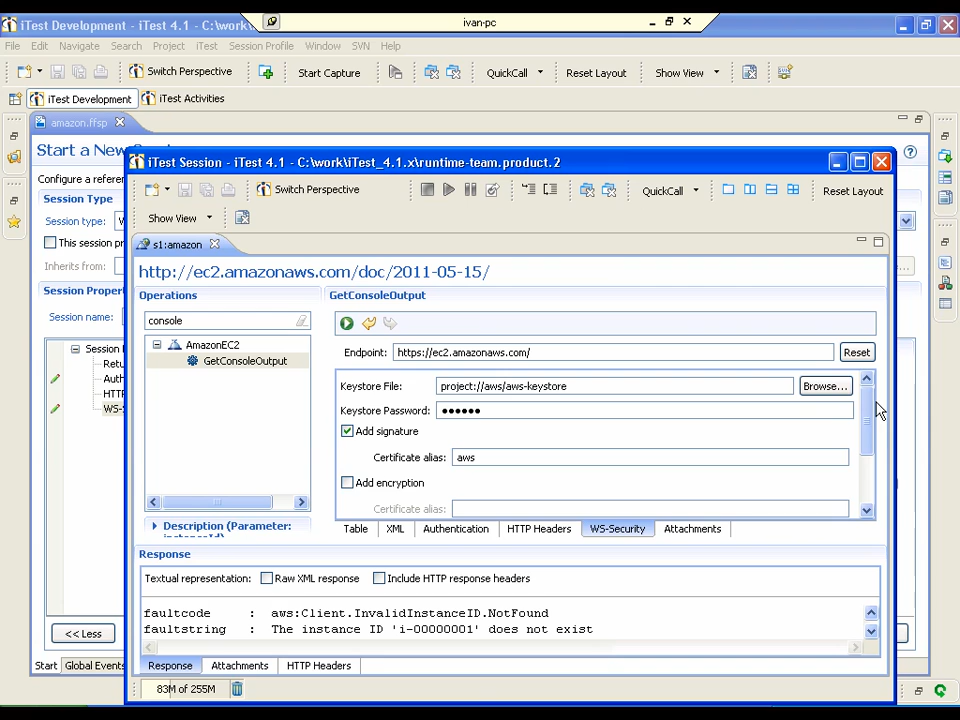 iTest Development - iTest 4.1 - C:\wor
ivan-pc
File Edit Navigate Search Project iTest Session Profile Window SVN Help
Switch Perspective Start Capture QuickCall Reset Layout Show View
iTest Development iTest Activities
amazon.ffsp
Start a New
Configure a refere
Session Type
Session type:
This session pr
Inherits from:
Session Proper
Session name:
Session
Retu
Auth
HTTP
WS-S
<< Less
Start Global Events
iTest Session - iTest 4.1 - C:\work\iTest_4.1.x\runtime-team.product.2
Switch Perspective QuickCall Reset Layout
Show View
s1:amazon
http://ec2.amazonaws.com/doc/2011-05-15/
Operations
console
AmazonEC2
GetConsoleOutput
Description (Parameter:
instanceId)
GetConsoleOutput
Endpoint: https://ec2.amazonaws.com/ Reset
Keystore File: project://aws/aws-keystore Browse...
Keystore Password: ••••••
Add signature
Certificate alias: aws
Add encryption
Certificate alias:
Table XML Authentication HTTP Headers WS-Security Attachments
Response
Textual representation: Raw XML response Include HTTP response headers
faultcode : aws:Client.InvalidInstanceID.NotFound
faultstring : The instance ID 'i-00000001' does not exist
Response Attachments HTTP Headers
83M of 255M